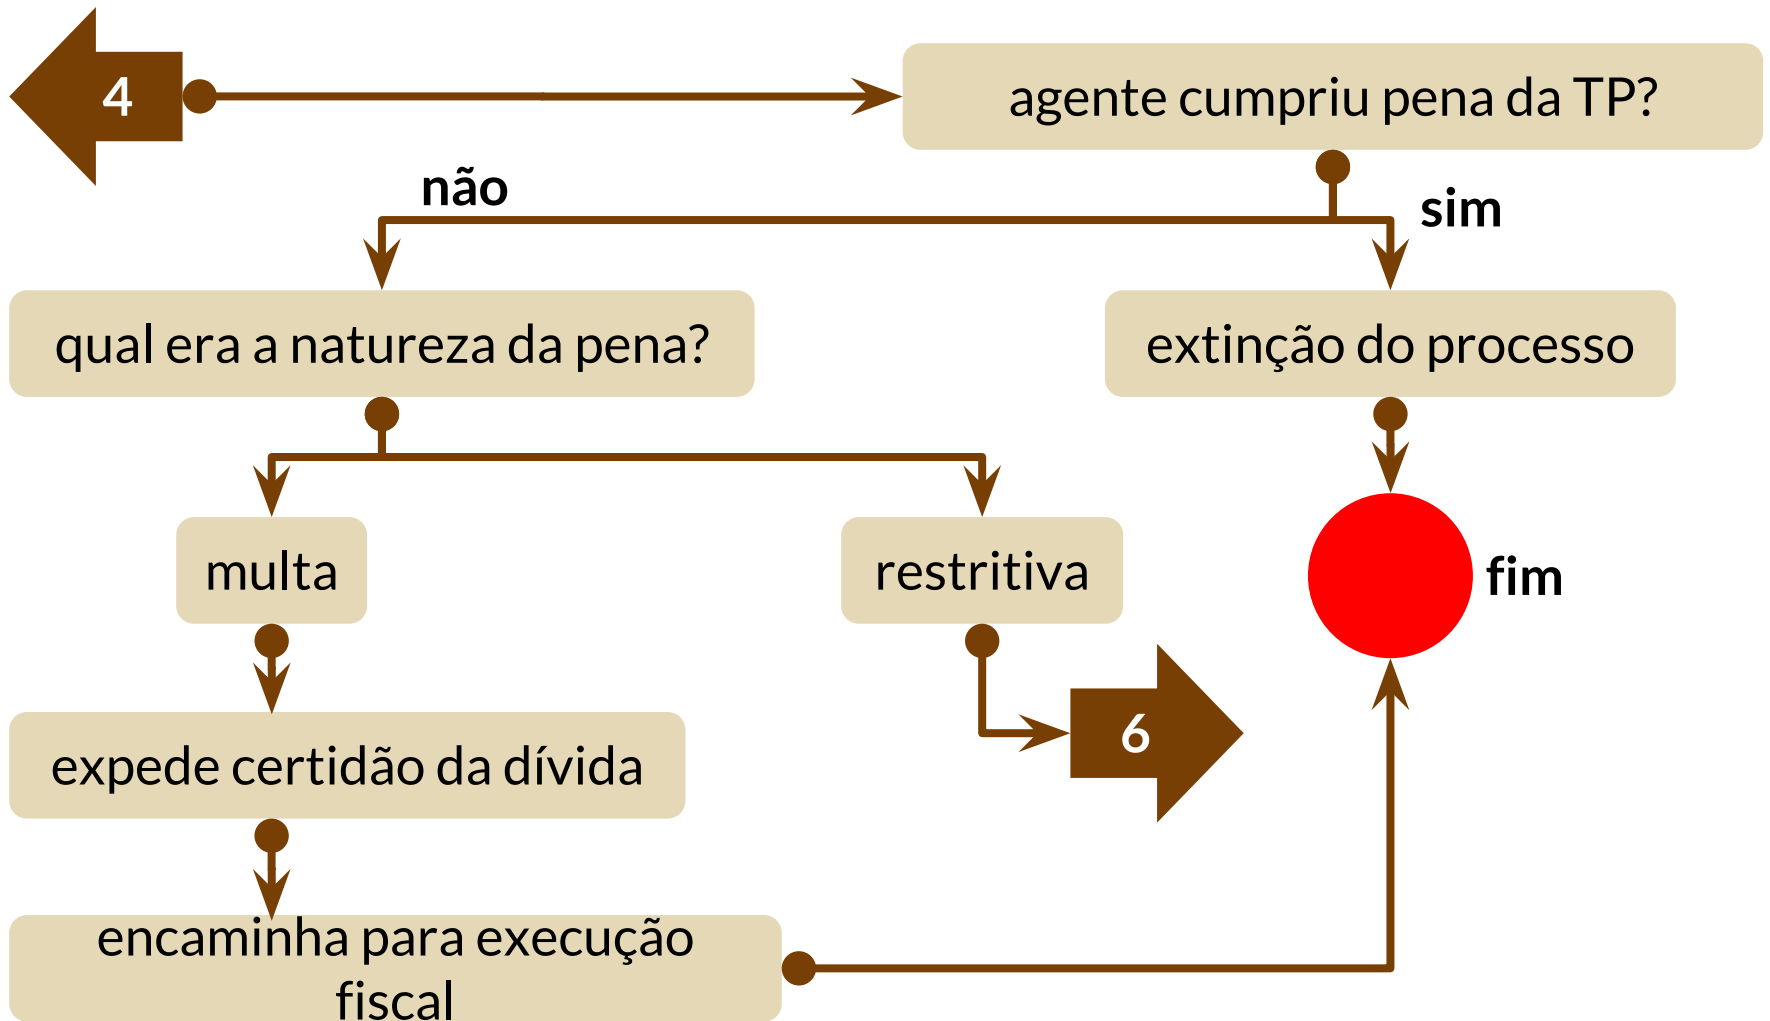 4
agente cumpriu pena da TP?
não
sim
qual era a natureza da pena?
extinção do processo
multa
restritiva
fim
6
expede certidão da dívida
encaminha para execução
fiscal